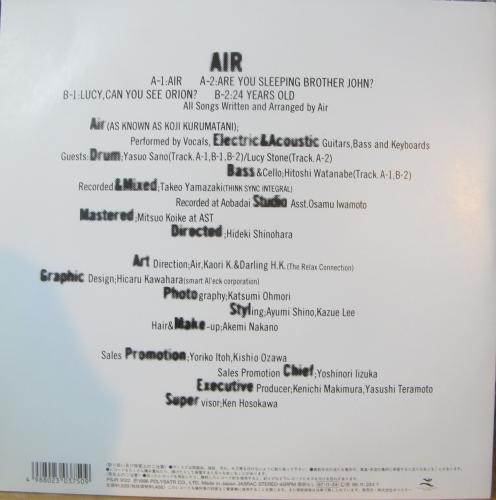 AIR
A-1:AIR A-2:ARE YOU SLEEPING BROTHER JOHN?
B-1:LUCY,CAN YOU SEE ORION? B-2:24 YEARS OLD
All Songs Written and Arranged by Air
Air(AS KNOWN AS KOJI KURUMATANI);
Performed by Vocals, Electric&Acoustic Guitars,Bass and Keyboards
Guests:Drum;Yasuo Sano(Track.A-1,B-1,B-2)/Lucy Stone(Track.A-2)
Bass&Cello;Hitoshi Watanabe(Track.A-1,B-2)
Recorded&Mixed;Takeo Yamazaki(THINK SYNC INTEGRAL)
Recorded at Aobadai Studio Asst.Osamu Iwamoto
Mastered;Mitsuo Koike at AST
Directed;Hideki Shinohara
Art Direction;Air,Kaori K.&Darling H.K.(The Relax Connection)
Graphic Design;Hicaru Kawahara(smart Al'eck corporation)
Photography;Katsumi Ohmori
Styling;Ayumi Shino,Kazue Lee
Hair&Make-up;Akemi Nakano
Sales Promotion;Yoriko Itoh,Kishio Ozawa
Sales Promotion Chief;Yoshinori Iizuka
Executive Producer;Kenichi Makimura,Yasushi Teramoto
Super visor;Ken Hosokawa
4 988023 037509